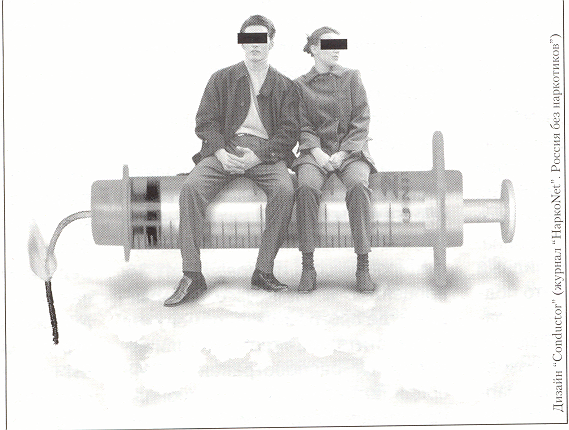 Дизайн "Conductor" (журнал "НаркоNet". Россия без наркотиков")